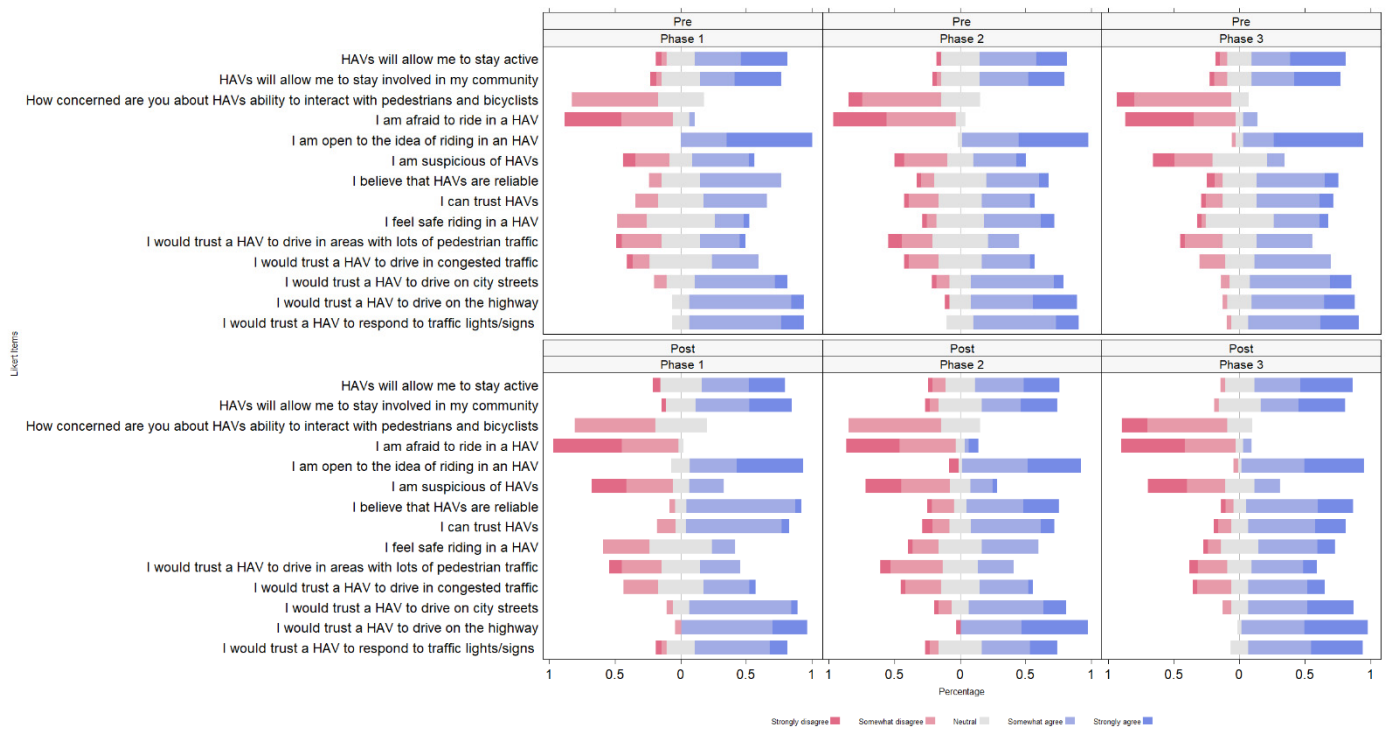 Pre Pre Pre
Phase 1 Phase 2 Phase 3
HAVs will allow me to stay active
HAVs will allow me to stay involved in my community
How concerned are you about HAVs ability to interact with pedestrians and bicyclists
I am afraid to ride in a HAV
I am open to the idea of riding in an HAV
I am suspicious of HAVs
I believe that HAVs are reliable
I can trust HAVs
I feel safe riding in a HAV
I would trust a HAV to drive in areas with lots of pedestrian traffic
I would trust a HAV to drive in congested traffic
I would trust a HAV to drive on city streets
I would trust a HAV to drive on the highway
I would trust a HAV to respond to traffic lights/signs
Likert Items
Post Post Post
Phase 1 Phase 2 Phase 3
HAVs will allow me to stay active
HAVs will allow me to stay involved in my community
How concerned are you about HAVs ability to interact with pedestrians and bicyclists
I am afraid to ride in a HAV
I am open to the idea of riding in an HAV
I am suspicious of HAVs
I believe that HAVs are reliable
I can trust HAVs
I feel safe riding in a HAV
I would trust a HAV to drive in areas with lots of pedestrian traffic
I would trust a HAV to drive in congested traffic
I would trust a HAV to drive on city streets
I would trust a HAV to drive on the highway
I would trust a HAV to respond to traffic lights/signs
1 0.5 0 0.5 1 1 0.5 0 0.5 1 1 0.5 0 0.5 1
Percentage
Strongly disagree Somewhat disagree Neutral Somewhat agree Strongly agree